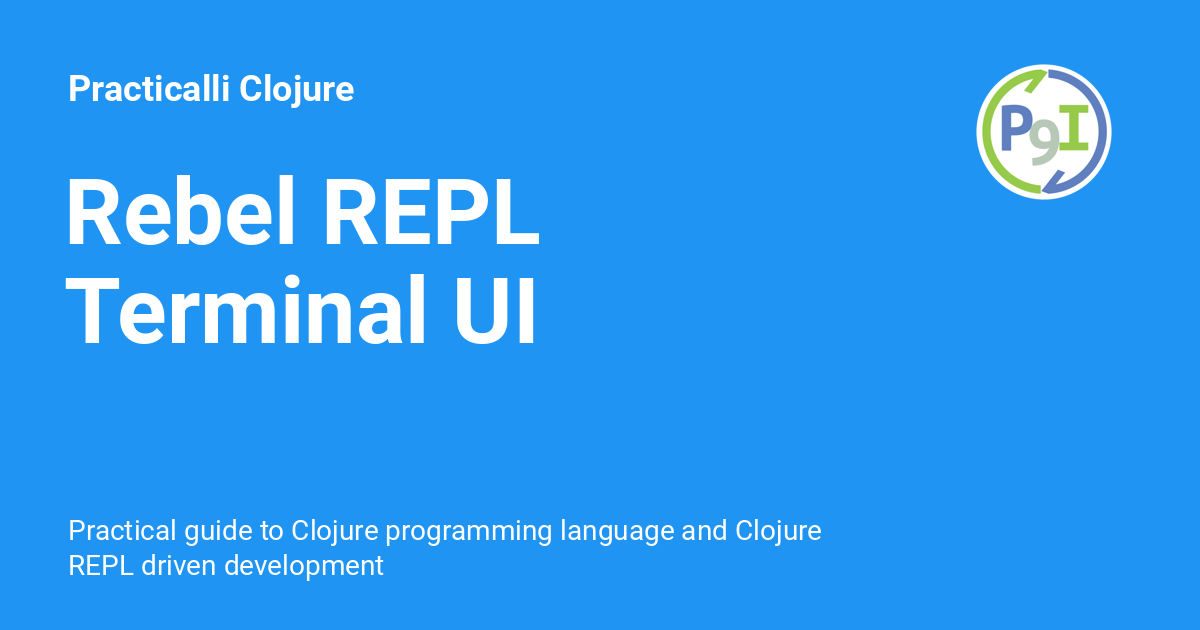 Practicalli Clojure
P9I
Rebel REPL
Terminal UI
Practical guide to Clojure programming language and Clojure
REPL driven development